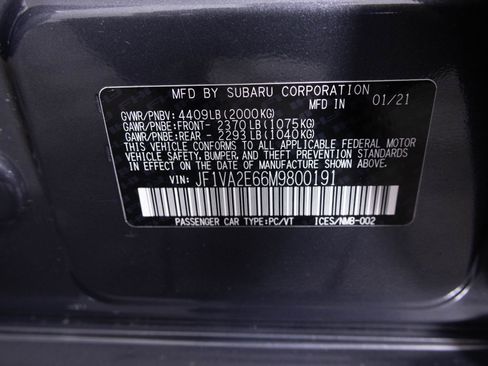 MFD BY SUBARU CORPORATION
MFD IN 01/21
GVWR/PNBV: 4409LB(2000KG)
GAWR/PNBE:FRONT- 2370LB(1075KG)
GAWR/PNBE:REAR - 2293LB(1040KG)
THIS VEHICLE CONFORMS TO ALL APPLICABLE FEDERAL MOTOR
VEHICLE SAFETY, BUMPER, AND THEFT PREVENTION STANDARDS
IN EFFECT ON THE DATE OF MANUFACTURE SHOWN ABOVE.
VIN: JF1VA2E66M9800191
PASSENGER CAR TYPE:PC/VT ICES/NMB-002